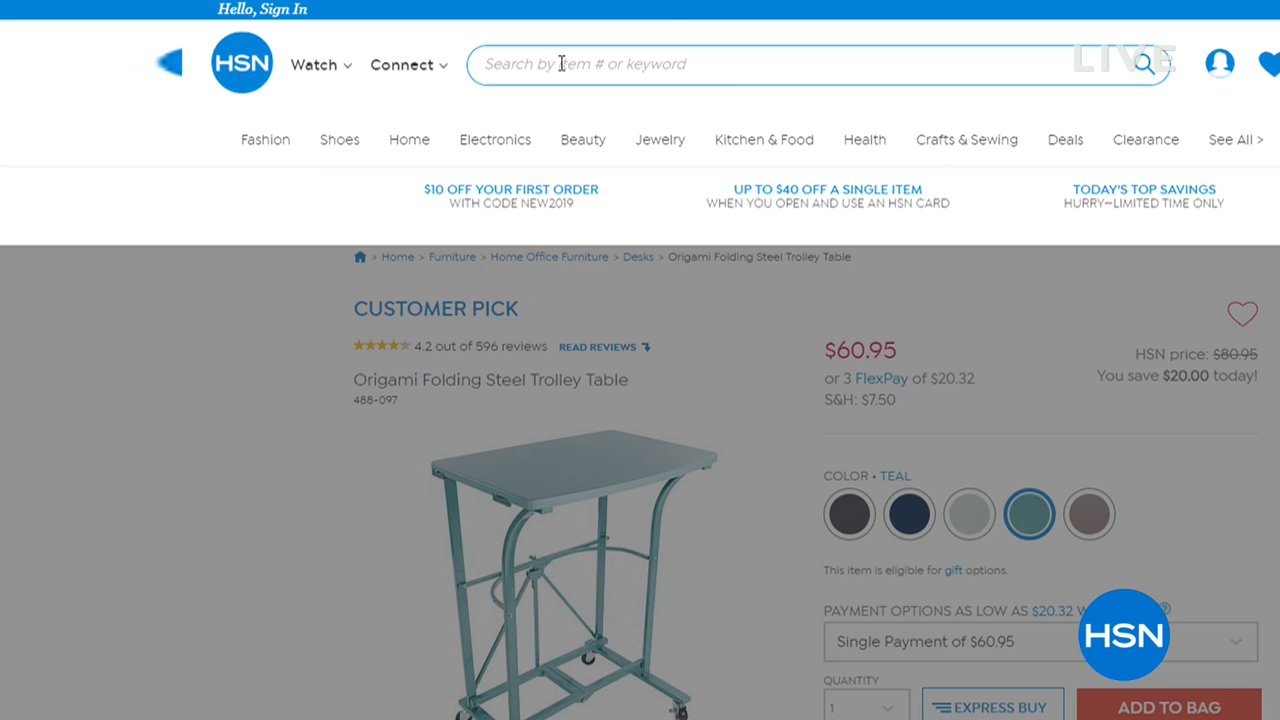 Hello, Sign In
HSN
Watch
Connect
Search by item # or keyword
LIVE
Fashion
Shoes
Home
Electronics
Beauty
Jewelry
Kitchen & Food
Health
Crafts & Sewing
Deals
Clearance
See All >
$10 OFF YOUR FIRST ORDER
WITH CODE NEW2019
UP TO $40 OFF A SINGLE ITEM
WHEN YOU OPEN AND USE AN HSN CARD
TODAY'S TOP SAVINGS
HURRY—LIMITED TIME ONLY
> Home > Furniture > Home Office Furniture > Desks > Origami Folding Steel Trolley Table
CUSTOMER PICK
4.2 out of 596 reviews READ REVIEWS
Origami Folding Steel Trolley Table
488-097
$60.95
or 3 FlexPay of $20.32
S&H: $7.50
HSN price: $80.95
You save $20.00 today!
COLOR • TEAL
This item is eligible for gift options.
PAYMENT OPTIONS AS LOW AS $20.32
Single Payment of $60.95
HSN
QUANTITY
1
EXPRESS BUY
ADD TO BAG